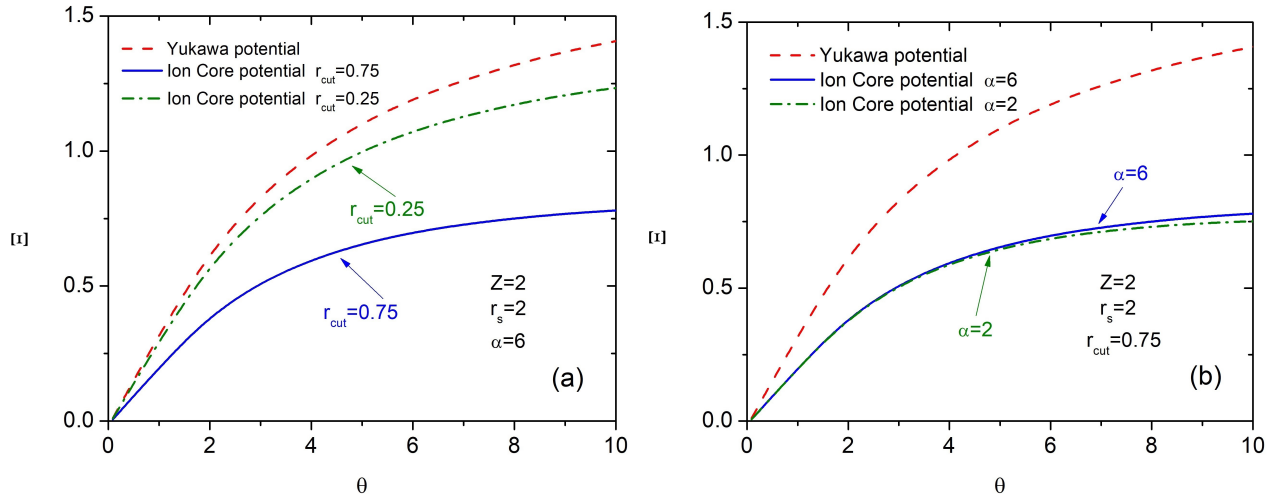 1.5
1.0
0.5
0.0
Ξ
Yukawa potential
Ion Core potential r_cut=0.75
Ion Core potential r_cut=0.25
r_cut=0.25
r_cut=0.75
Z=2
r_s=2
α=6
(a)
0 2 4 6 8 10
θ
1.5
1.0
0.5
0.0
Ξ
Yukawa potential
Ion Core potential α=6
Ion Core potential α=2
α=6
α=2
Z=2
r_s=2
r_cut=0.75
(b)
0 2 4 6 8 10
θ